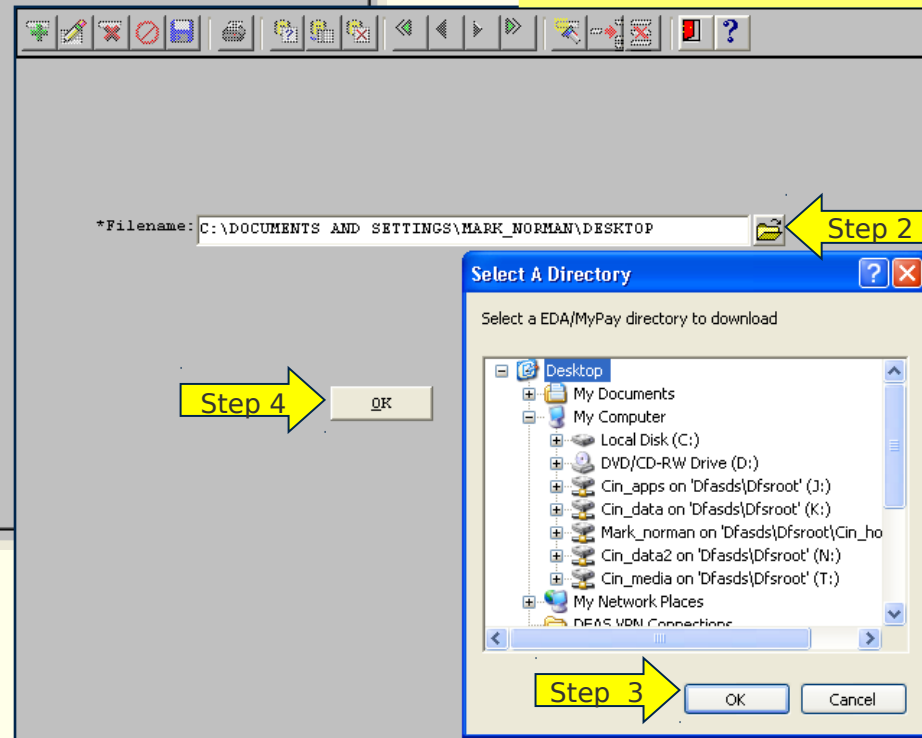 ?
*Filename: C:\DOCUMENTS AND SETTINGS\MARK_NORMAN\DESKTOP
Step 2
Select A Directory
Select a EDA/MyPay directory to download
Desktop
My Documents
My Computer
Local Disk (C:)
DVD/CD-RW Drive (D:)
Cin_apps on 'Dfasds\Dfsroot' (J:)
Cin_data on 'Dfasds\Dfsroot' (K:)
Mark_norman on 'Dfasds\Dfsroot\Cin_ho
Cin_data2 on 'Dfasds\Dfsroot' (N:)
Cin_media on 'Dfasds\Dfsroot' (T:)
My Network Places
DFAS VPN Connections
Step 4
OK
Step 3
OK
Cancel